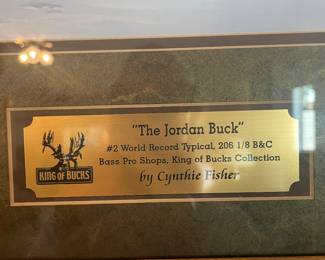 "The Jordan Buck"
#2 World Record Typical, 206 1/8 B&C
Bass Pro Shops, King of Bucks Collection
by Cynthie Fisher
KING OF BUCKS